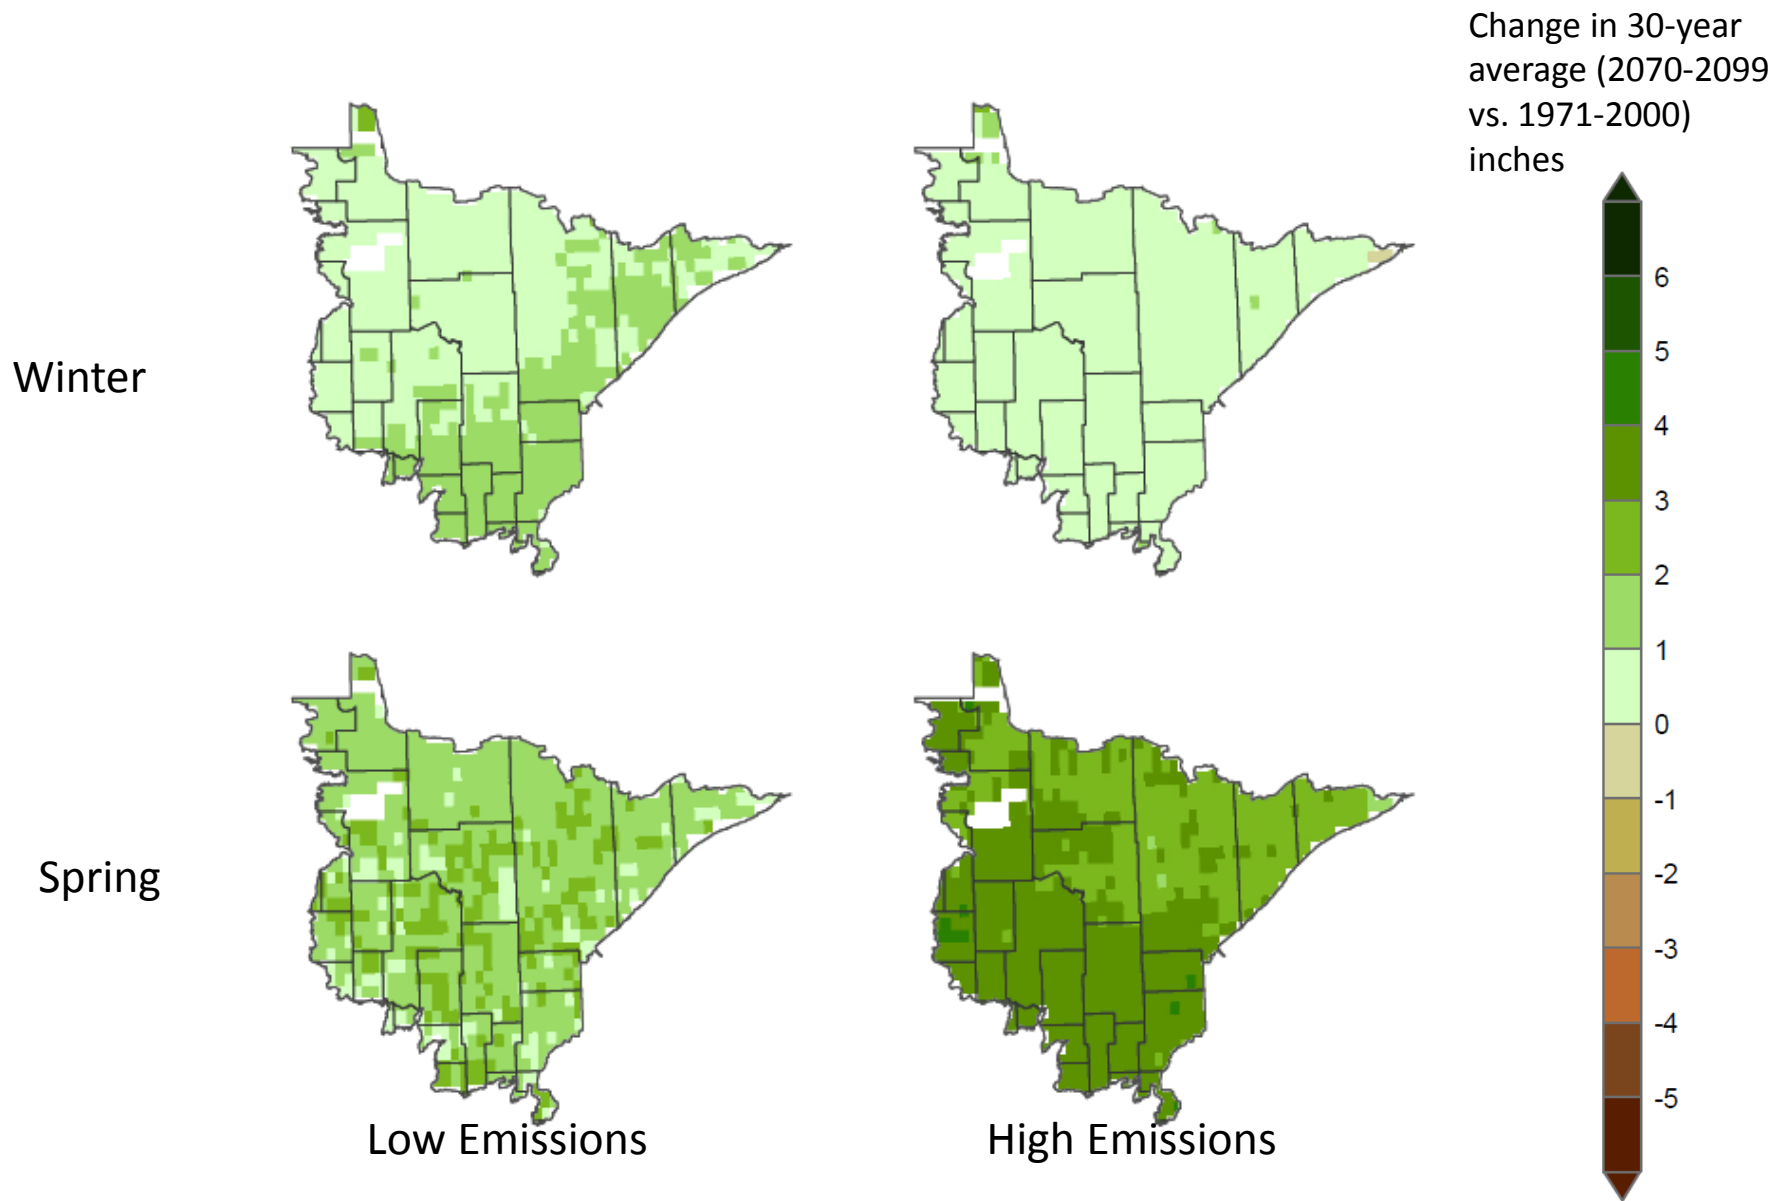 Change in 30-year
average (2070-2099
vs. 1971-2000)
inches
6
5
4
3
2
1
0
-1
-2
-3
-4
-5
Winter
Spring
Low Emissions
High Emissions